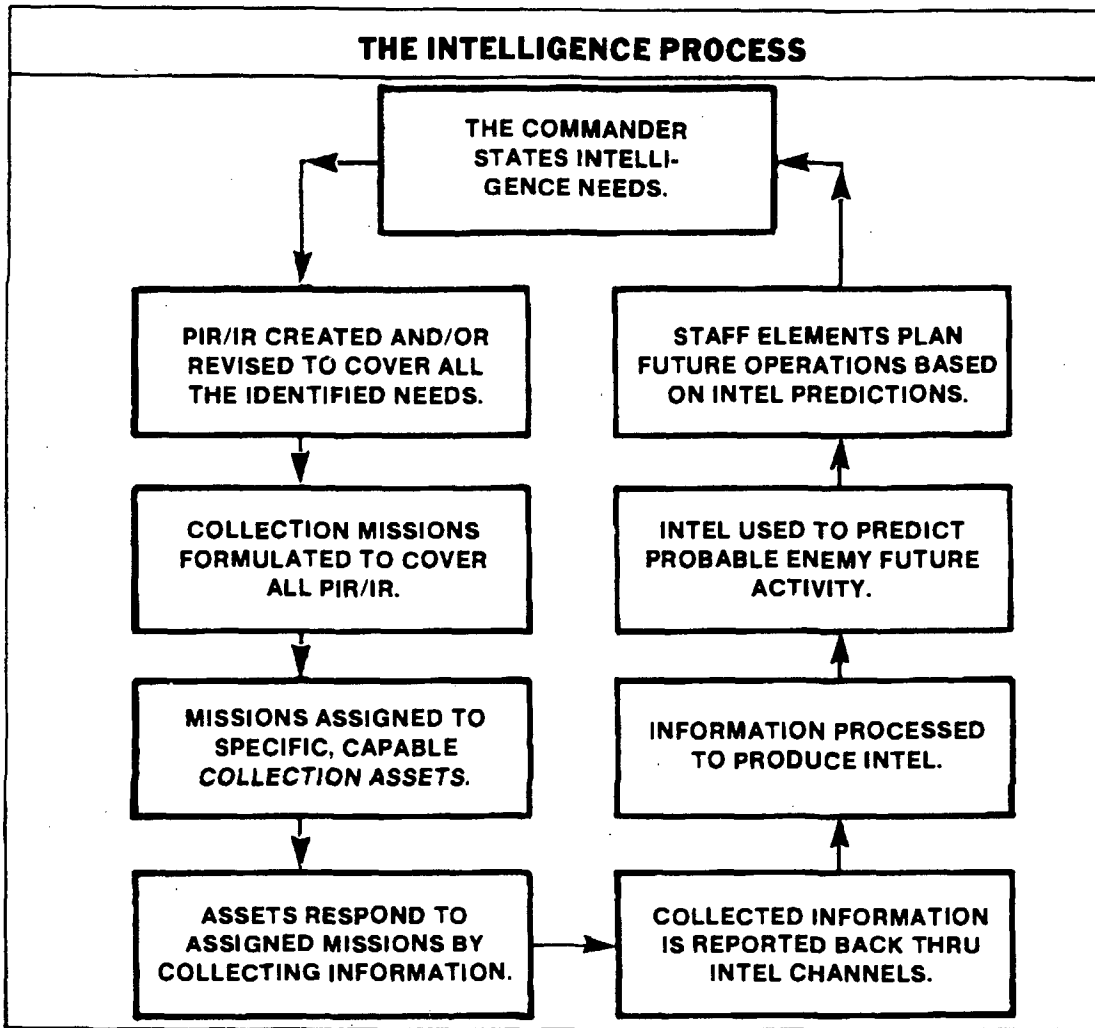 THE INTELLIGENCE PROCESS
THE COMMANDER
STATES INTELLI-
GENCE NEEDS.
PIR/IR CREATED AND/OR
REVISED TO COVER ALL
THE IDENTIFIED NEEDS.
COLLECTION MISSIONS
FORMULATED TO COVER
ALL PIR/IR.
MISSIONS ASSIGNED TO
SPECIFIC, CAPABLE
COLLECTION ASSETS.
ASSETS RESPOND TO
ASSIGNED MISSIONS BY
COLLECTING INFORMATION.
COLLECTED INFORMATION
IS REPORTED BACK THRU
INTEL CHANNELS.
INFORMATION PROCESSED
TO PRODUCE INTEL.
INTEL USED TO PREDICT
PROBABLE ENEMY FUTURE
ACTIVITY.
STAFF ELEMENTS PLAN
FUTURE OPERATIONS BASED
ON INTEL PREDICTIONS.